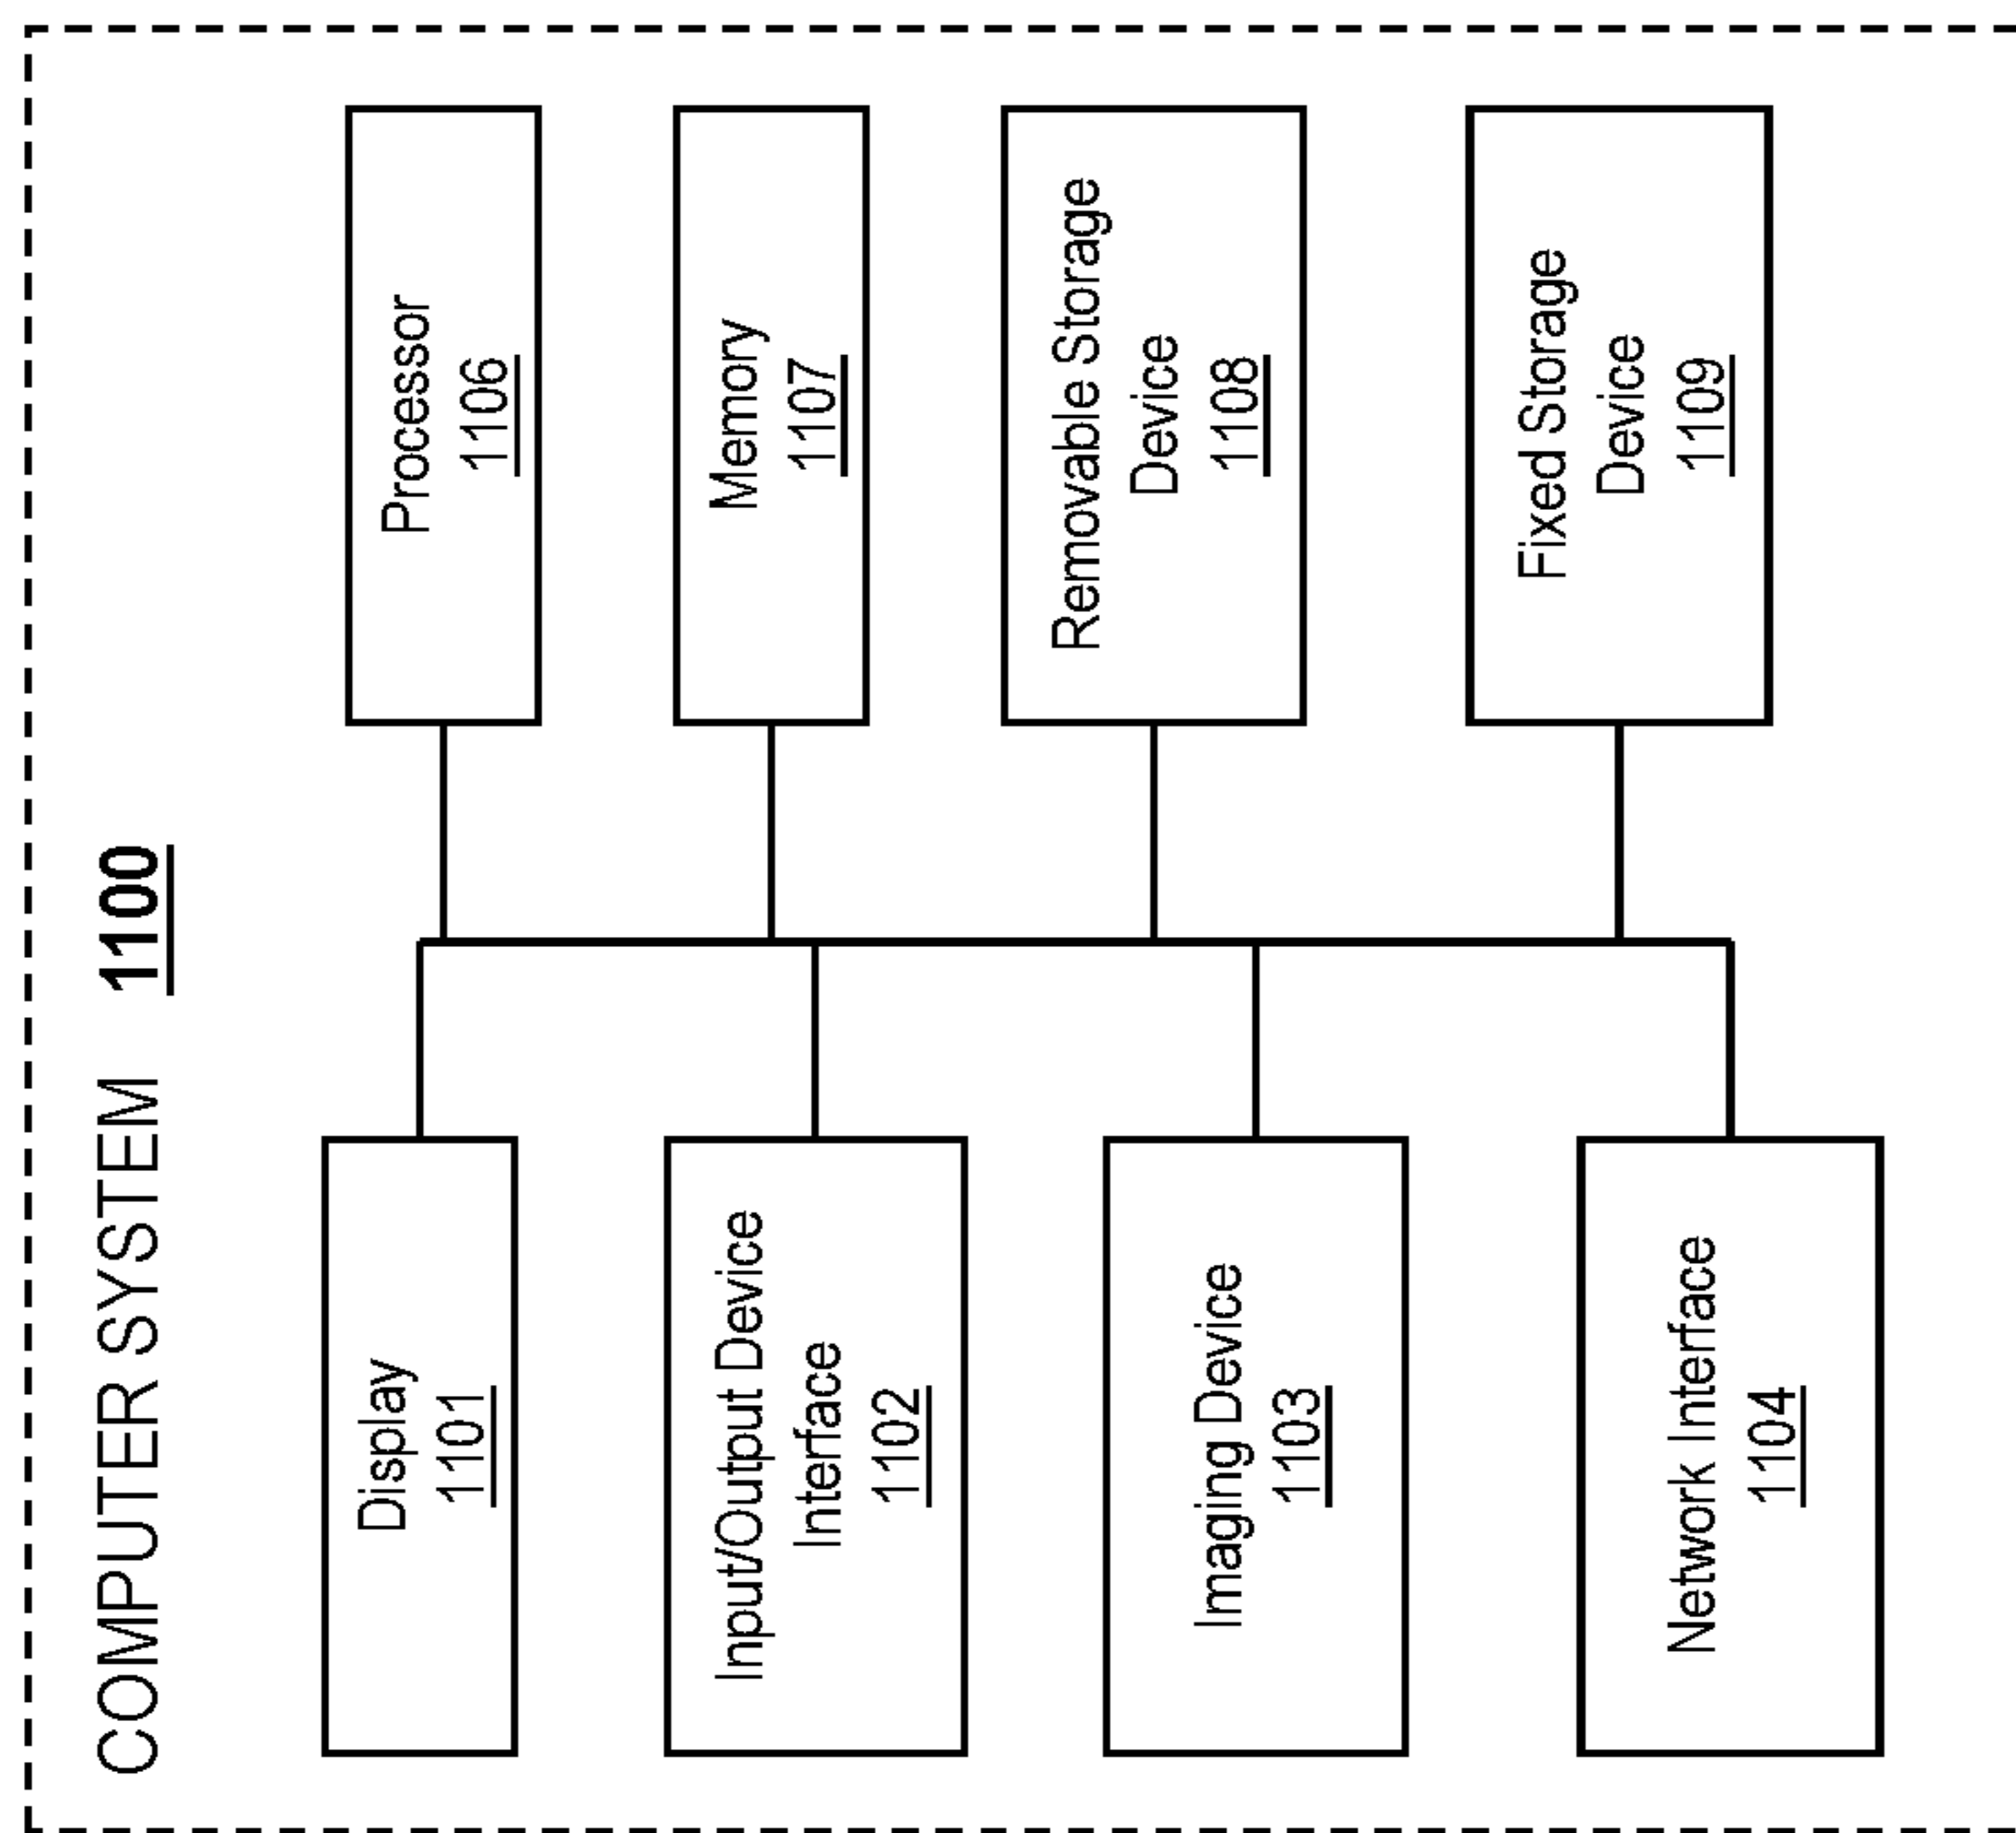 COMPUTER SYSTEM 1100
Display
1101
Input/Output Device
Interface
1102
Imaging Device
1103
Network Interface
1104
Processor
1106
Memory
1107
Removable Storage
Device
1108
Fixed Storage
Device
1109